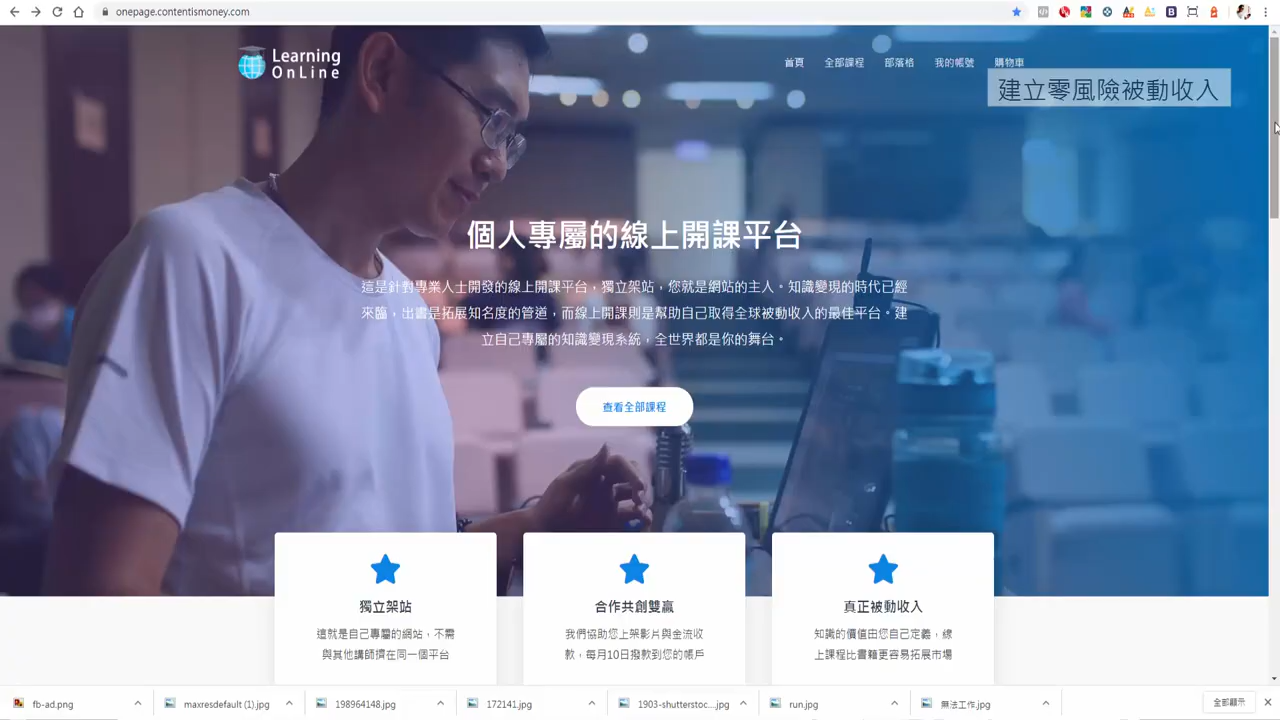 onepage.contentismoney.com
Learning
OnLine
首頁 全部課程 部落格 我的帳號 購物車
建立零風險被動收入
個人專屬的線上開課平台
這是針對專業人士開發的線上開課平台，獨立架站，您就是網站的主人。知識變現的時代已經
來臨，出書是拓展知名度的管道，而線上開課則是幫助自己取得全球被動收入的最佳平台。建
立自己專屬的知識變現系統，全世界都是你的舞台。
查看全部課程
獨立架站
這就是自己專屬的網站，不需
與其他講師擠在同一個平台
合作共創雙贏
我們協助您上架影片與金流收
款，每月10日撥款到您的帳戶
真正被動收入
知識的價值由您自己定義，線
上課程比書籍更容易拓展市場
fb-ad.png
maxresdefault (1).jpg
198964148.jpg
172141.jpg
1903-shutterstoc....jpg
run.jpg
無法工作.jpg
全部顯示